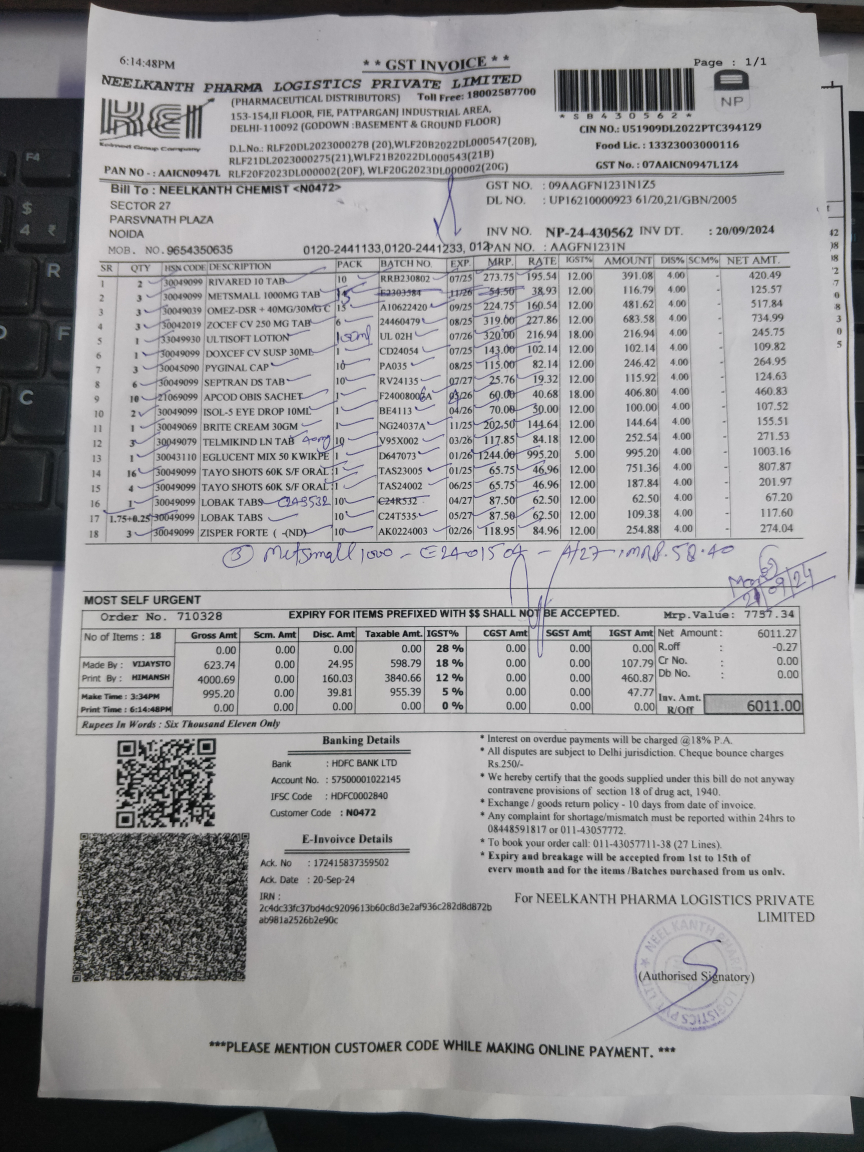 6:14:48PM
* * GST INVOICE * *
Page : 1/1
NEELKANTH PHARMA LOGISTICS PRIVATE LIMITED
(PHARMACEUTICAL DISTRIBUTORS) Toll Free: 18002587700
153-154,II FLOOR, FIE, PATPARGANJ INDUSTRIAL AREA,
DELHI-110092 (GODOWN :BASEMENT & GROUND FLOOR)
D.L.No.: RLF20DL2023000278 (20),WLF20B2022DL000547(20B),
RLF21DL2023000275(21),WLF21B2022DL000543(21B)
PAN NO - : AAICN0947L RLF20F2023DL000002(20F), WLF20G2023DL000002(20G)
KEI
Neelkanth Group Company
* S B 4 3 0 5 6 2 *
D
NP
CIN NO.: U51909DL2022PTC394129
Food Lic. : 13323003000116
GST No. : 07AAICN0947L1Z4
Bill To : NEELKANTH CHEMIST <N0472>
SECTOR 27
PARSVNATH PLAZA
NOIDA
MOB. NO. 9654350635 0120-2441133,0120-2441233, 012
GST NO. : 09AAGFN1231N1Z5
DL NO. : UP16210000923 61/20,21/GBN/2005
INV NO. NP-24-430562 INV DT. : 20/09/2024
PAN NO. : AAGFN1231N
SR QTY HSN CODE DESCRIPTION PACK BATCH NO. EXP. MRP. RATE IGST% AMOUNT DIS% SCM% NET AMT.
1 2 30049099 RIVARED 10 TAB 10 RRB230802 07/25 273.75 195.54 12.00 391.08 4.00 - 420.49
2 3 30049099 METSMALL 1000MG TAB 15 E2303584 11/26 54.50 38.93 12.00 116.79 4.00 - 125.57
3 3 30049039 OMEZ-DSR + 40MG/30MG C 15 A10622420 09/25 224.75 160.54 12.00 481.62 4.00 - 517.84
4 3 30042019 ZOCEF CV 250 MG TAB 6 24460479 08/25 319.00 227.86 12.00 683.58 4.00 - 734.99
5 1 33049930 ULTISOFT LOTION 150ml UL 02H 07/26 320.00 216.94 18.00 216.94 4.00 - 245.75
6 1 30049099 DOXCEF CV SUSP 30ML 1 CD24054 07/25 143.00 102.14 12.00 102.14 4.00 - 109.82
7 3 30045090 PYGINAL CAP 10 PA035 08/25 115.00 82.14 12.00 246.42 4.00 - 264.95
8 6 30049099 SEPTRAN DS TAB 10 RV24135 07/27 25.76 19.32 12.00 115.92 4.00 - 124.63
9 10 21069099 APCOD OBIS SACHET 1 /26 60.00 40.68 18.00 406.80 4.00 - 460.83
10 2 30049099 ISOL-5 EYE DROP 10ML 1 BE4113 04/26 70.00 50.00 12.00 100.00 4.00 - 107.52
11 1 30049069 BRITE CREAM 30GM 1 NG24037A 11/25 202.50 144.64 12.00 144.64 4.00 - 155.51
12 3 30049079 TELMIKIND LN TAB 40mg 10 V95X002 03/26 117.85 84.18 12.00 252.54 4.00 - 271.53
13 1 30043110 EGLUCENT MIX 50 KWIKPE 1 D647073 01/26 1244.00 995.20 5.00 995.20 4.00 - 1003.16
14 16 30049099 TAYO SHOTS 60K S/F ORAL: 1 TAS23005 01/25 65.75 46.96 12.00 751.36 4.00 - 807.87
15 4 30049099 TAYO SHOTS 60K S/F ORAL: 1 TAS24002 06/25 65.75 46.96 12.00 187.84 4.00 - 201.97
16 1 30049099 LOBAK TABS C24S532 10 C24R532 04/27 87.50 62.50 12.00 62.50 4.00 - 67.20
17 1.75+0.25 30049099 LOBAK TABS 10 C24T535 05/27 87.50 62.50 12.00 109.38 4.00 - 117.60
18 3 30049099 ZISPER FORTE ( -(ND) 10 AK0224003 02/26 118.95 84.96 12.00 254.88 4.00 - 274.04
③ Metsmall 1000 - E2401504 - A/27, MRP. 58.40
21/09/24
MOST SELF URGENT
Order No. 710328 EXPIRY FOR ITEMS PREFIXED WITH $$ SHALL NOT BE ACCEPTED. Mrp.Value: 7757.34
No of Items : 18 Gross Amt Scm. Amt Disc. Amt Taxable Amt. IGST% CGST Amt SGST Amt IGST Amt Net Amount: 6011.27
0.00 0.00 0.00 0.00 28 % 0.00 0.00 0.00 R.off : -0.27
Made By : VIJAYSTO 623.74 0.00 24.95 598.79 18 % 0.00 0.00 107.79 Cr No. : 0.00
Print By : HIMANSH 4000.69 0.00 160.03 3840.66 12 % 0.00 0.00 460.87 Db No. : 0.00
Make Time : 3:34PM 995.20 0.00 39.81 955.39 5 % 0.00 0.00 47.77 Inv. Amt.
Print Time : 6:14:48PM 0.00 0.00 0.00 0.00 0 % 0.00 0.00 0.00 R/Off 6011.00
Rupees In Words : Six Thousand Eleven Only
Banking Details
Bank : HDFC BANK LTD
Account No. : 57500001022145
IFSC Code : HDFC0002840
Customer Code : N0472
E-Invoivce Details
Ack. No : 172415837359502
Ack. Date : 20-Sep-24
IRN :
2c4dc33fc37bd4dc9209613b60c8d3e2af936c282d8d872b
ab981a2526b2e90c
* Interest on overdue payments will be charged @18% P.A.
* All disputes are subject to Delhi jurisdiction. Cheque bounce charges
Rs.250/-
* We hereby certify that the goods supplied under this bill do not anyway
contravene provisions of section 18 of drug act, 1940.
* Exchange / goods return policy - 10 days from date of invoice.
* Any complaint for shortage/mismatch must be reported within 24hrs to
08448591817 or 011-43057772.
* To book your order call: 011-43057711-38 (27 Lines).
* Expiry and breakage will be accepted from 1st to 15th of
every month and for the items /Batches purchased from us only.
For NEELKANTH PHARMA LOGISTICS PRIVATE
LIMITED
NEELKANTH PHARMA LOGISTICS PVT LTD
(Authorised Signatory)
***PLEASE MENTION CUSTOMER CODE WHILE MAKING ONLINE PAYMENT. ***